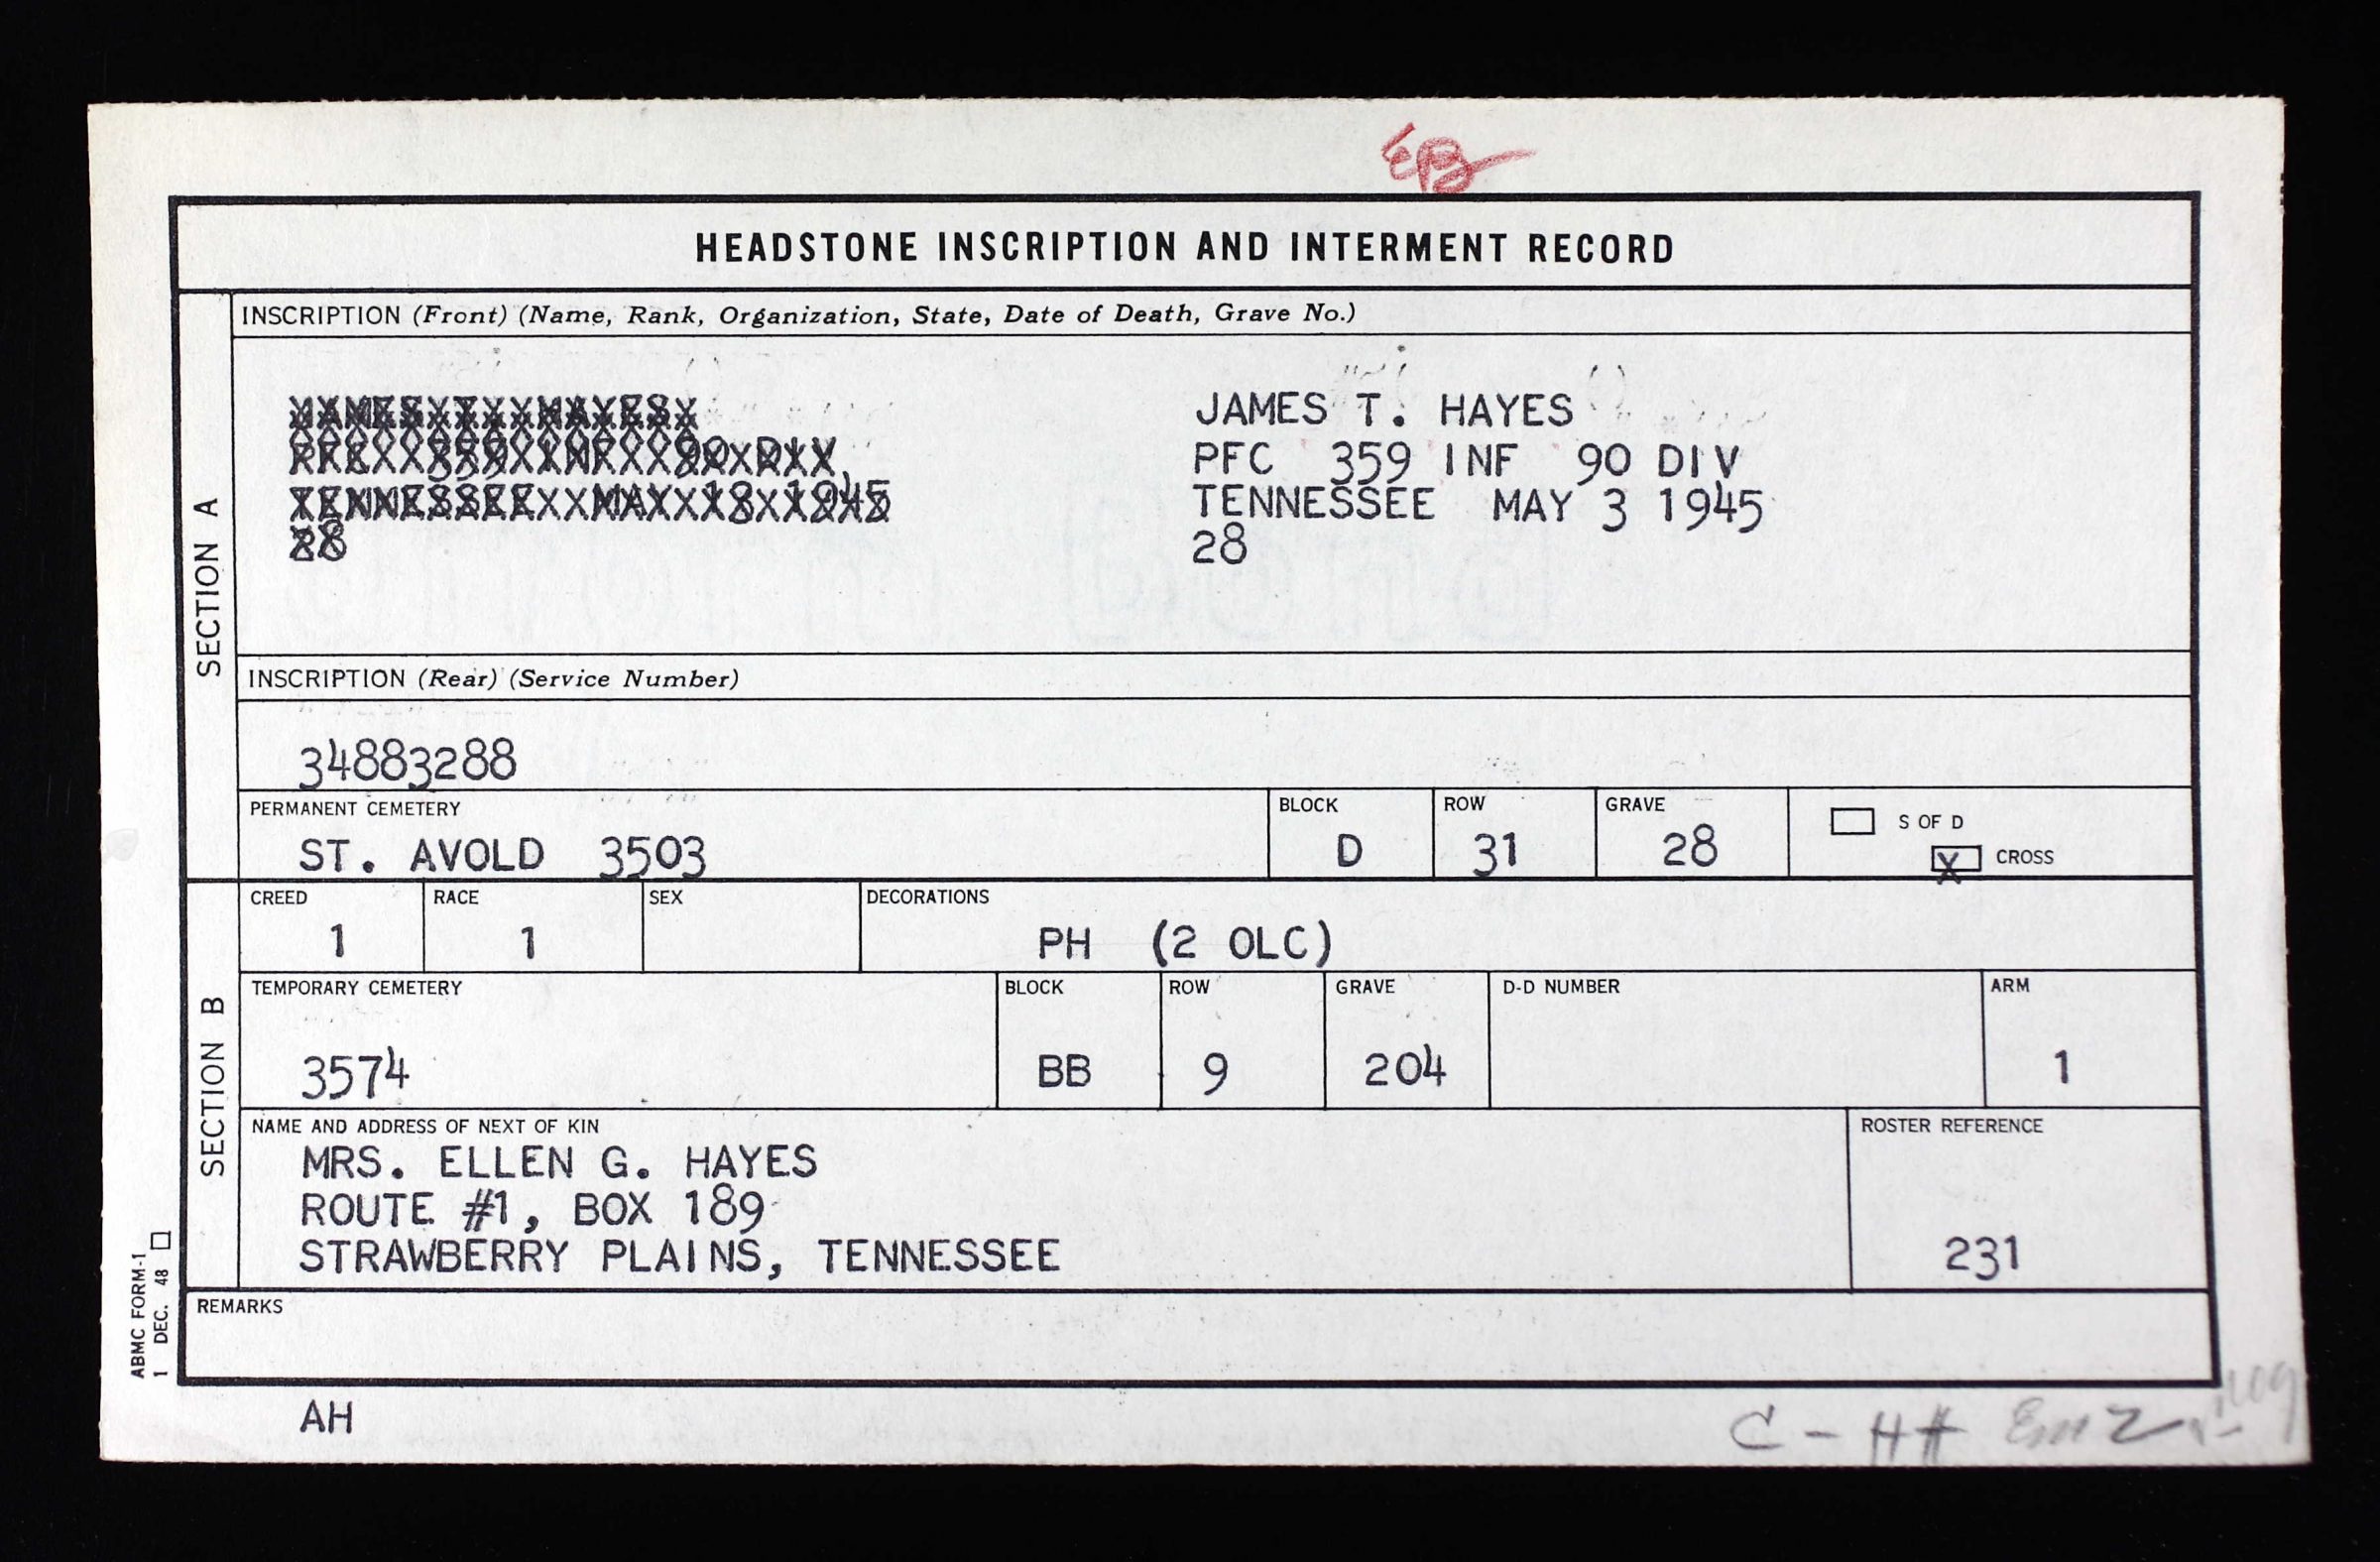 EB
HEADSTONE INSCRIPTION AND INTERMENT RECORD
SECTION A
INSCRIPTION (Front) (Name, Rank, Organization, State, Date of Death, Grave No.)
JAMES T. HAYES
PFC 359 INF 90 DIV
TENNESSEE MAY 3 1945
28
INSCRIPTION (Rear) (Service Number)
34883288
PERMANENT CEMETERY BLOCK ROW GRAVE
ST. AVOLD 3503 D 31 28
S OF D
X CROSS
SECTION B
CREED RACE SEX DECORATIONS
1 1 PH (2 OLC)
TEMPORARY CEMETERY BLOCK ROW GRAVE D-D NUMBER ARM
3574 BB 9 204 1
NAME AND ADDRESS OF NEXT OF KIN ROSTER REFERENCE
MRS. ELLEN G. HAYES
ROUTE #1, BOX 189
STRAWBERRY PLAINS, TENNESSEE 231
REMARKS
ABMC FORM-1
1 DEC. 48
AH